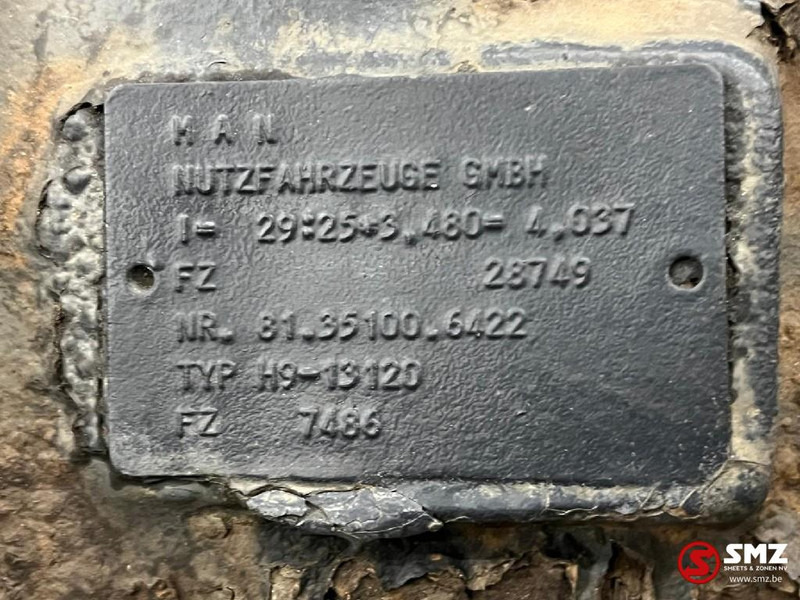 M A N
NUTZFAHRZEUGE GMBH
I= 29:25*3,480= 4,037
FZ 28749
NR. 81.35100.6422
TYP H9-13120
FZ 7486
SMZ
SMEETS & ZONEN NV
www.smz.be